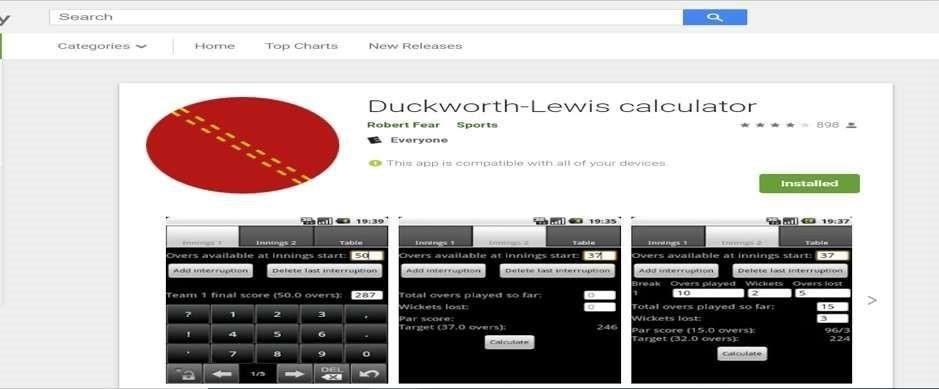 y
Search
Categories Home Top Charts New Releases
Duckworth-Lewis calculator
Robert Fear Sports
898
Everyone
This app is compatible with all of your devices.
Installed
19:39
Innings 1 Innings 2 Table
Overs available at innings start: 50
Add interruption Delete last interruption
Team 1 final score (50.0 overs): 287
? 1 2 3 ,
! 4 5 6 .
' 7 8 9 0
1/5 DEL
19:35
Innings 1 Innings 2 Table
Overs available at innings start: 37
Add interruption Delete last interruption
Total overs played so far: 0
Wickets lost: 0
Par score:
Target (37.0 overs): 246
Calculate
19:37
Innings 1 Innings 2 Table
Overs available at innings start: 37
Add interruption Delete last interruption
Break Overs played Wickets Overs lost
1 10 2 5
Total overs played so far: 15
Wickets lost: 3
Par score (15.0 overs): 96/3
Target (32.0 overs): 224
Calculate